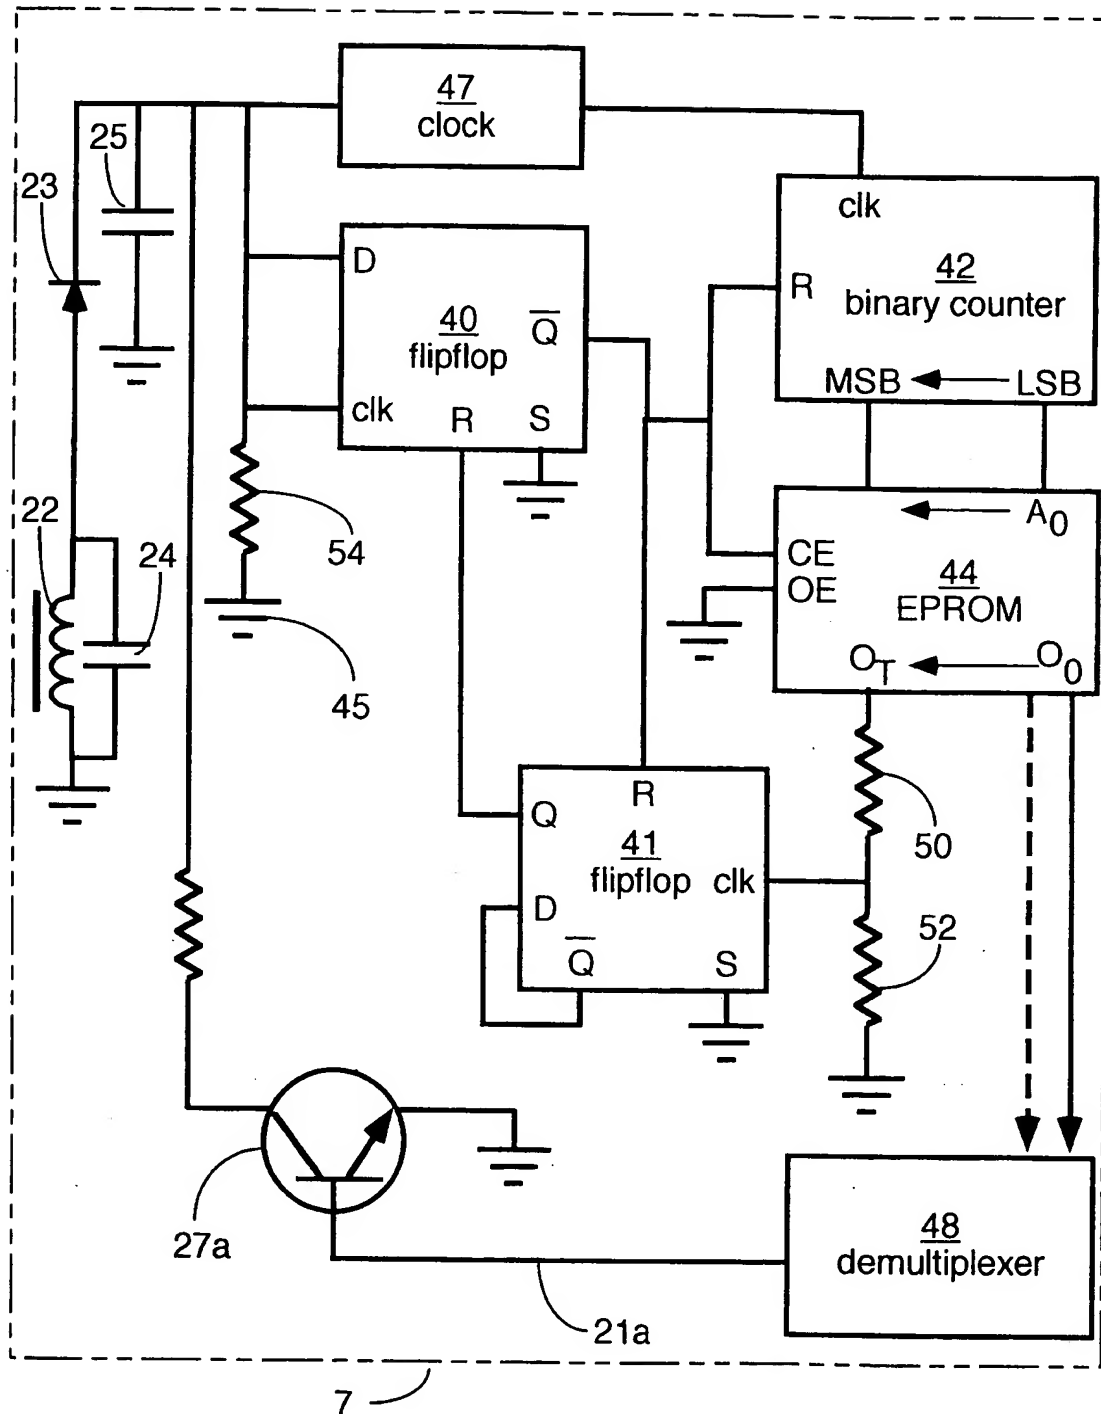 47
clock
25
23
clk
D
42
R
binary counter
40
flipflop
Q
MSB
LSB
clk
R
S
A0
22
24
54
CE
OE
44
EPROM
OT
O0
45
R
Q
50
41
flipflop
clk
D
52
Q
S
27a
48
demultiplexer
21a
7